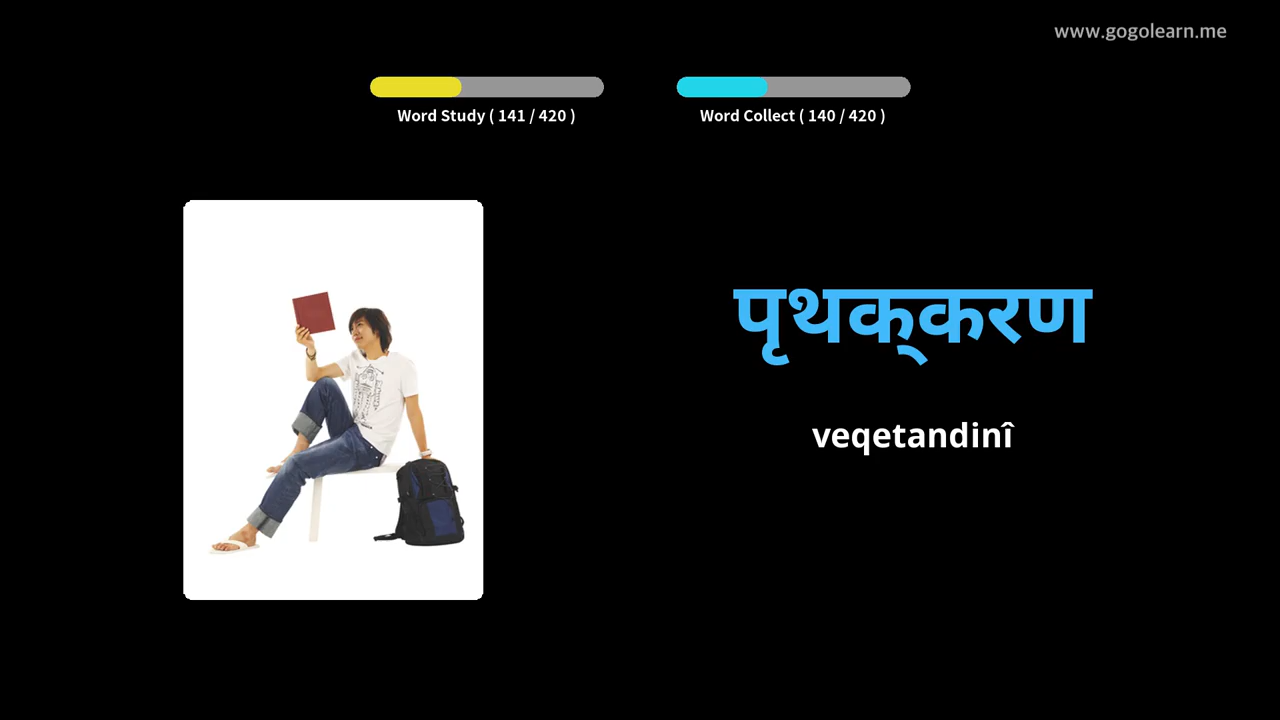 www.gogolearn.me
Word Study ( 141 / 420 )
Word Collect ( 140 / 420 )
पृथक्‌करण
veqetandinî